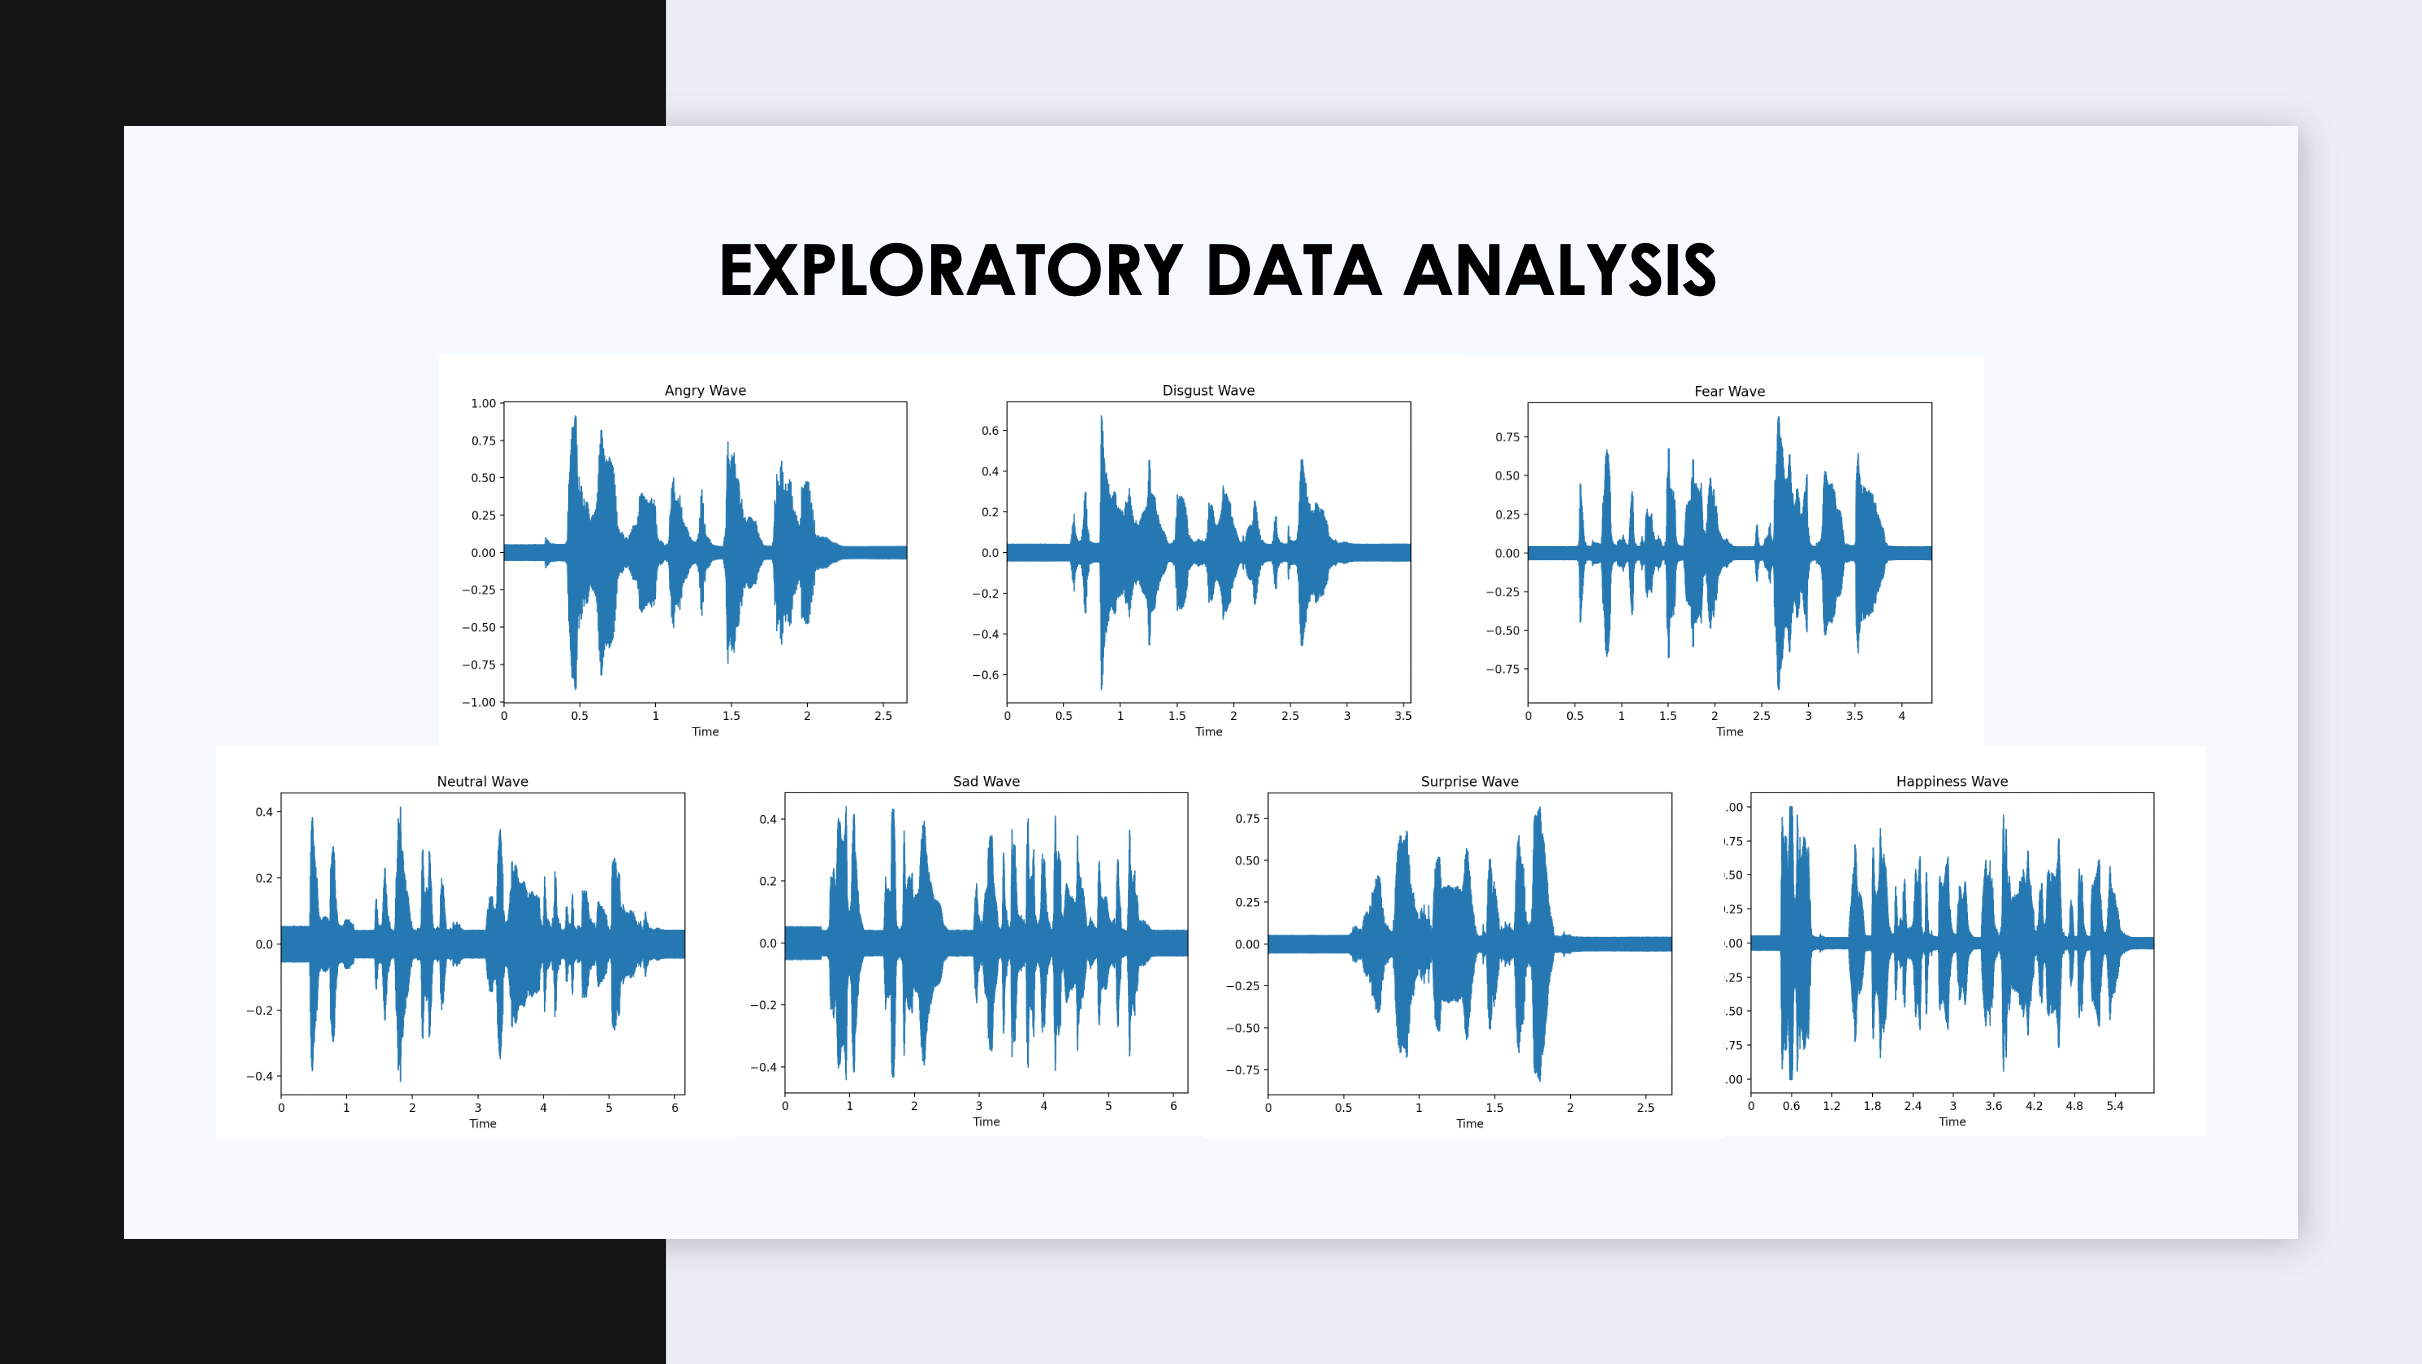 EXPLORATORY DATA ANALYSIS
Angry Wave
1.00
0.75
0.50
0.25
0.00
−0.25
−0.50
−0.75
−1.00
0 0.5 1 1.5 2 2.5
Time
Disgust Wave
0.6
0.4
0.2
0.0
−0.2
−0.4
−0.6
0 0.5 1 1.5 2 2.5 3 3.5
Time
Fear Wave
0.75
0.50
0.25
0.00
−0.25
−0.50
−0.75
0 0.5 1 1.5 2 2.5 3 3.5 4
Time
Neutral Wave
0.4
0.2
0.0
−0.2
−0.4
0 1 2 3 4 5 6
Time
Sad Wave
0.4
0.2
0.0
−0.2
−0.4
0 1 2 3 4 5 6
Time
Surprise Wave
0.75
0.50
0.25
0.00
−0.25
−0.50
−0.75
0 0.5 1 1.5 2 2.5
Time
Happiness Wave
.00
.75
.50
.25
.00
.25
.50
.75
.00
0 0.6 1.2 1.8 2.4 3 3.6 4.2 4.8 5.4
Time